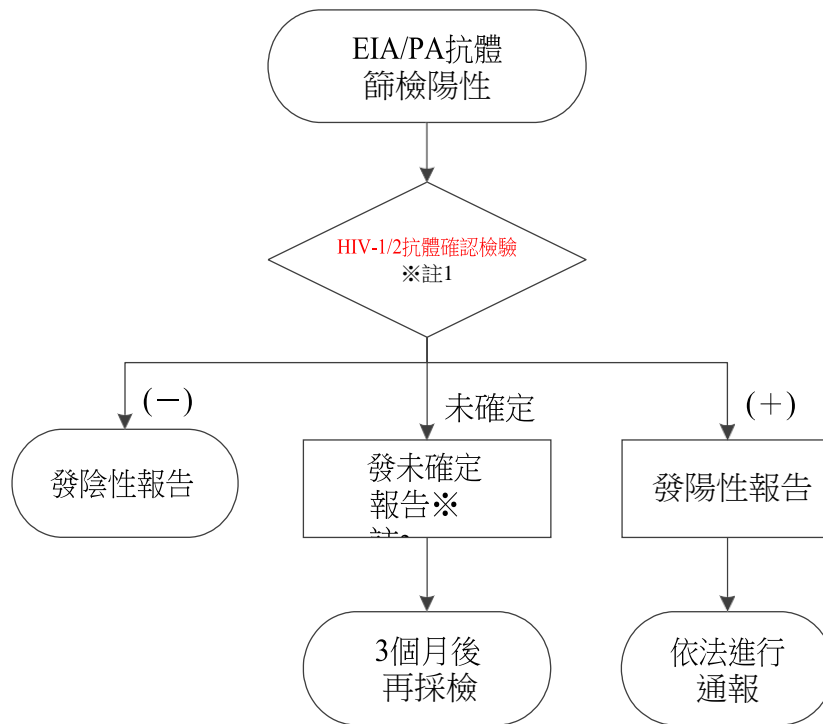 EIA/PA抗體
篩檢陽性
HIV-1/2抗體確認檢驗
※註1
(－)
未確定
(＋)
發陰性報告
發未確定
報告※
發陽性報告
3個月後
再採檢
依法進行
通報